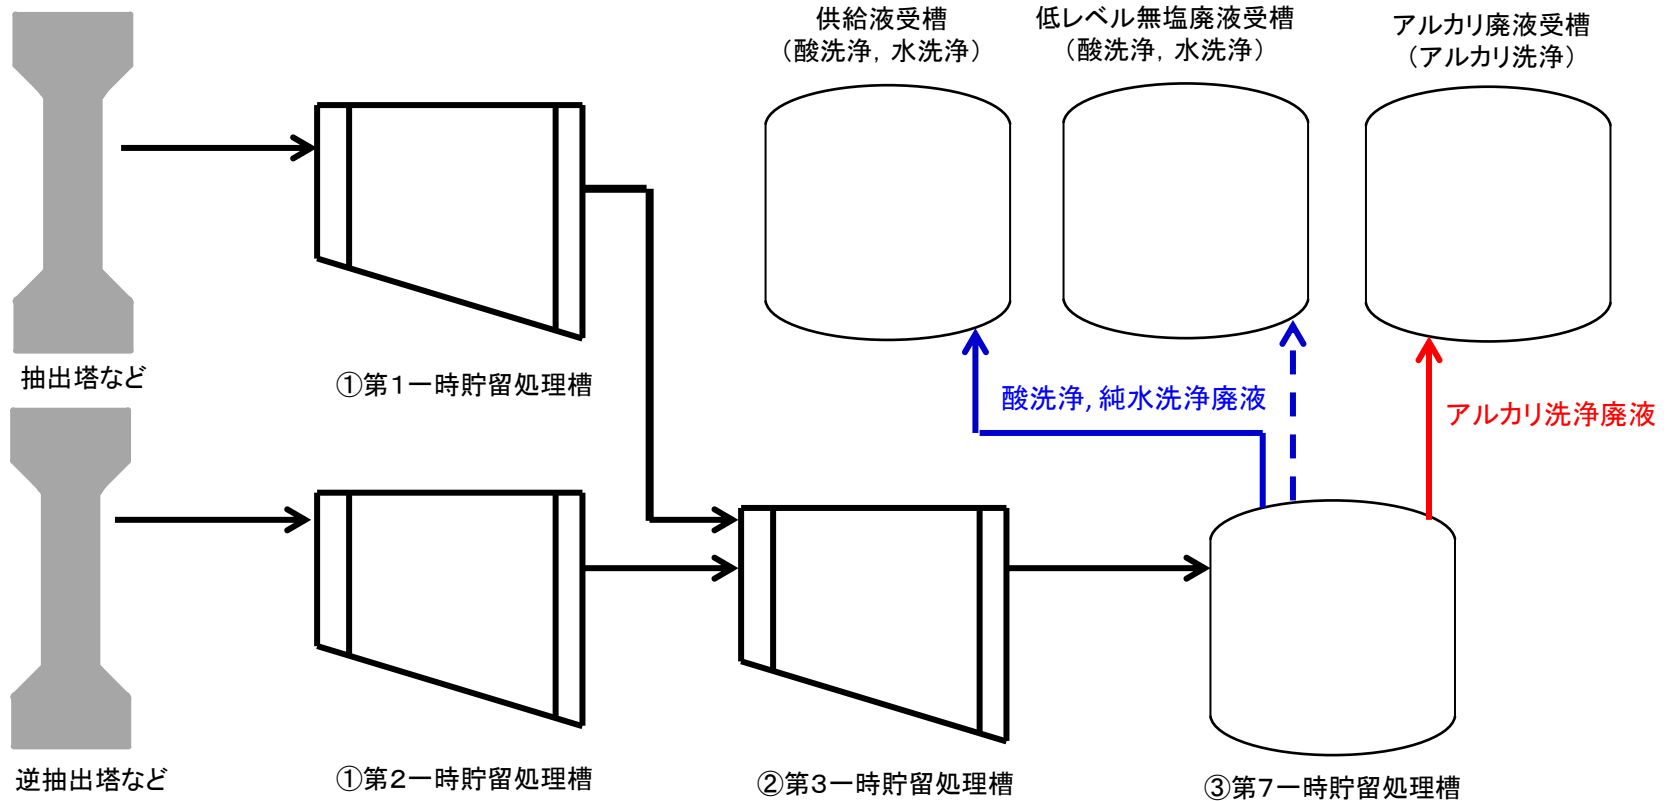 供給液受槽
（酸洗浄，水洗浄）
低レベル無塩廃液受槽
（酸洗浄，水洗浄）
アルカリ廃液受槽
（アルカリ洗浄）
抽出塔など
①第１一時貯留処理槽
酸洗浄，純水洗浄廃液
アルカリ洗浄廃液
逆抽出塔など
①第２一時貯留処理槽
②第３一時貯留処理槽
③第７一時貯留処理槽